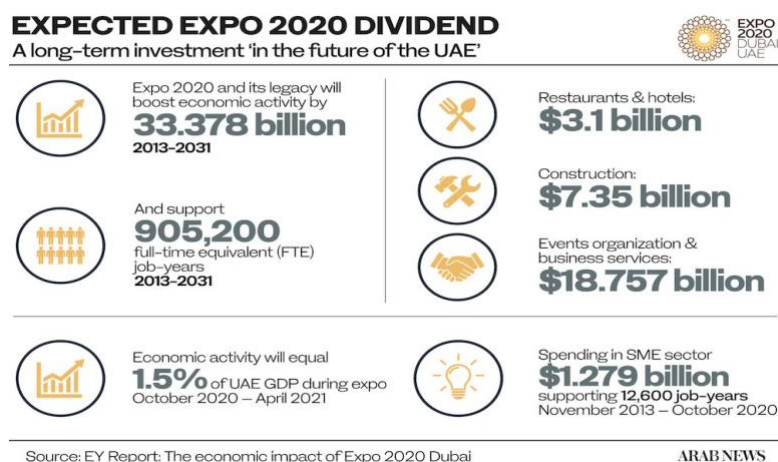 EXPECTED EXPO 2020 DIVIDEND
A long-term investment 'in the future of the UAE'
EXPO
2020
DUBAI
UAE
Expo 2020 and its legacy will
boost economic activity by
33.378 billion
2013-2031
And support
905,200
full-time equivalent (FTE)
job-years
2013-2031
Restaurants & hotels:
$3.1 billion
Construction:
$7.35 billion
Events organization &
business services:
$18.757 billion
Economic activity will equal
1.5% of UAE GDP during expo
October 2020 – April 2021
Spending in SME sector
$1.279 billion
supporting 12,600 job-years
November 2013 – October 2020
Source: EY Report: The economic impact of Expo 2020 Dubai
ARAB NEWS